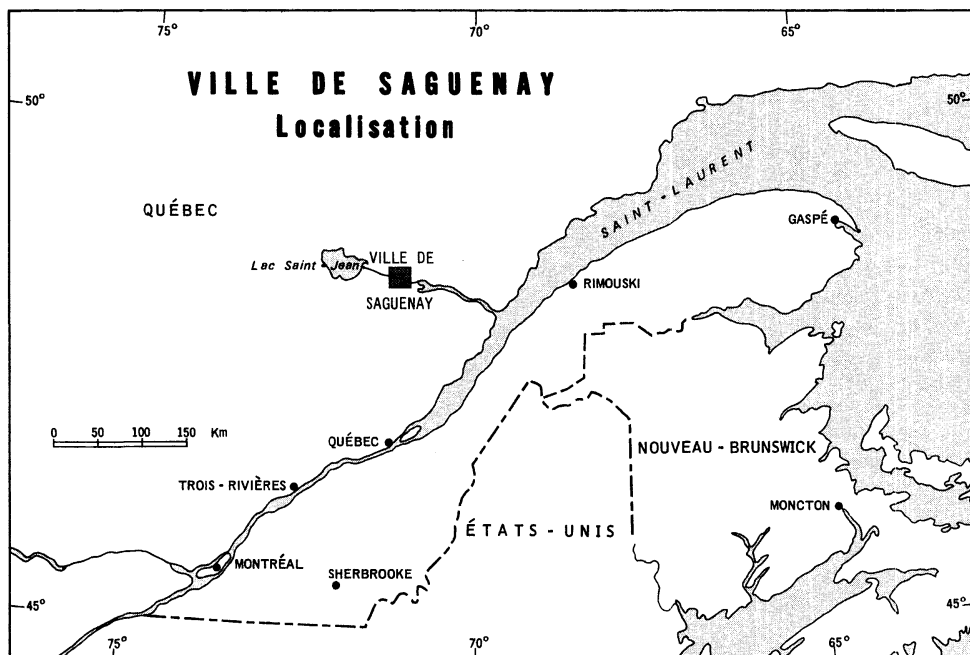 75°
70°
65°
VILLE DE SAGUENAY
Localisation
50°
50°
SAINT - LAURENT
QUÉBEC
GASPÉ
Lac Saint - Jean
VILLE DE
SAGUENAY
RIMOUSKI
0 50 100 150 Km
QUÉBEC
NOUVEAU - BRUNSWICK
TROIS - RIVIÈRES
MONCTON
ÉTATS - UNIS
MONTRÉAL
SHERBROOKE
45°
45°
75°
70°
65°